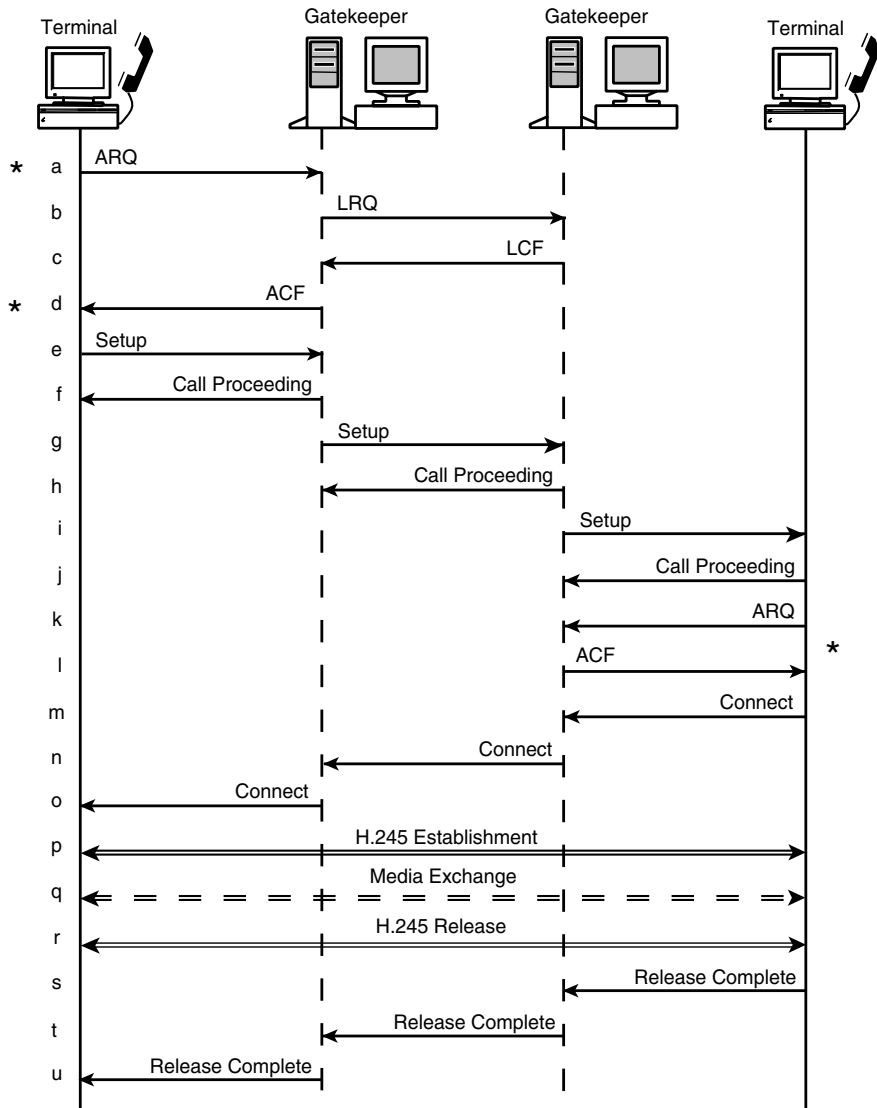 Terminal Gatekeeper Gatekeeper Terminal
* a ARQ
b LRQ
c LCF
* d ACF
e Setup
f Call Proceeding
g Setup
h Call Proceeding
i Setup
j Call Proceeding
k ARQ
l ACF *
m Connect
n Connect
o Connect
p H.245 Establishment
q Media Exchange
r H.245 Release
s Release Complete
t Release Complete
u Release Complete